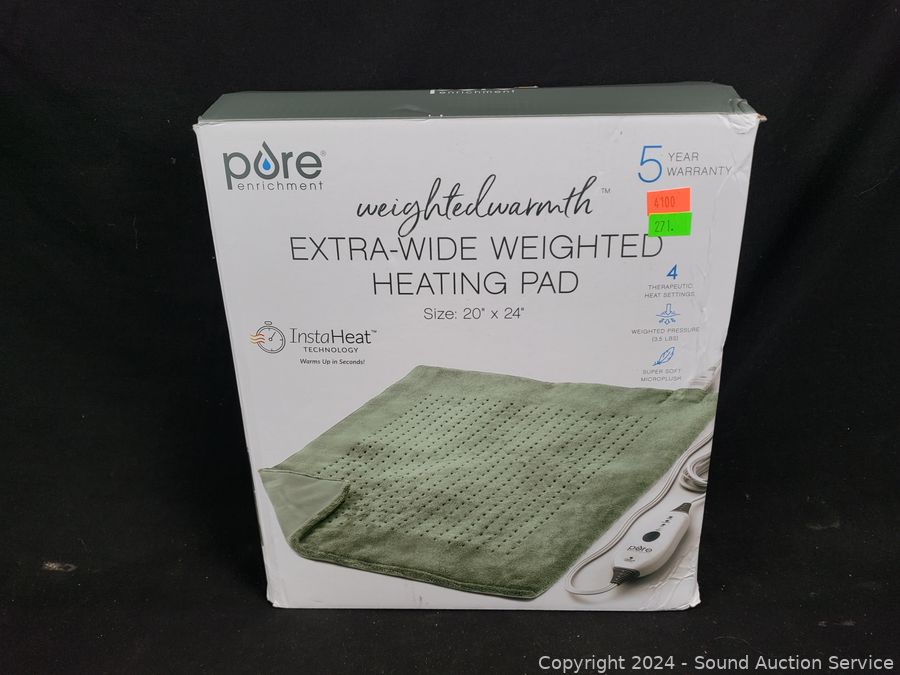 enrichment
pure® enrichment
5 YEAR WARRANTY
weightedwarmth™
4100
271.
EXTRA-WIDE WEIGHTED
HEATING PAD
Size: 20" x 24"
4
THERAPEUTIC
HEAT SETTINGS
WEIGHTED PRESSURE
(3.5 LBS)
SUPER SOFT
MICROPLUSH
InstaHeat™
TECHNOLOGY
Warms Up in Seconds!
pure
Copyright 2024 - Sound Auction Service